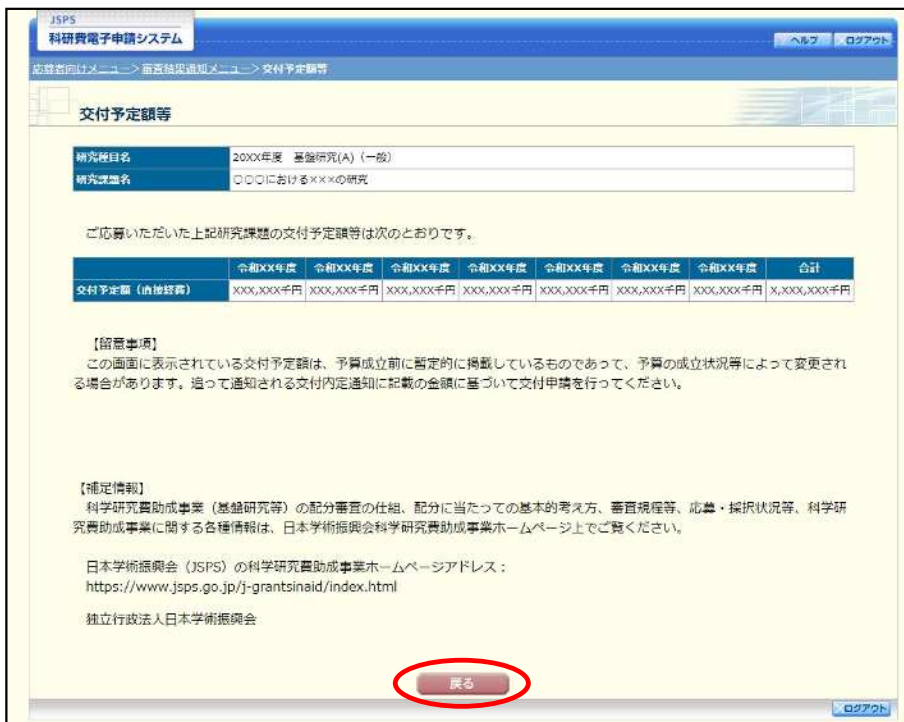 JSPS
科研費電子申請システム
ヘルプ ログアウト
応募者向けメニュー>審査結果通知メニュー>交付予定額等
交付予定額等
研究種目名 20XX年度 基盤研究(A)（一般）
研究課題名 ○○○における×××の研究
ご応募いただいた上記研究課題の交付予定額等は次のとおりです。
令和XX年度 令和XX年度 令和XX年度 令和XX年度 令和XX年度 令和XX年度 令和XX年度 合計
交付予定額（直接経費） XXX,XXX千円 XXX,XXX千円 XXX,XXX千円 XXX,XXX千円 XXX,XXX千円 XXX,XXX千円 XXX,XXX千円 X,XXX,XXX千円
【留意事項】
この画面に表示されている交付予定額は、予算成立前に暫定的に掲載しているものであって、予算の成立状況等によって変更され
る場合があります。追って通知される交付内定通知に記載の金額に基づいて交付申請を行ってください。
【補足情報】
科学研究費助成事業（基盤研究等）の配分審査の仕組、配分に当たっての基本的考え方、審査規程等、応募・採択状況等、科学研
究費助成事業に関する各種情報は、日本学術振興会科学研究費助成事業ホームページ上でご覧ください。
日本学術振興会（JSPS）の科学研究費助成事業ホームページアドレス：
https://www.jsps.go.jp/j-grantsinaid/index.html
独立行政法人日本学術振興会
戻る
ログアウト